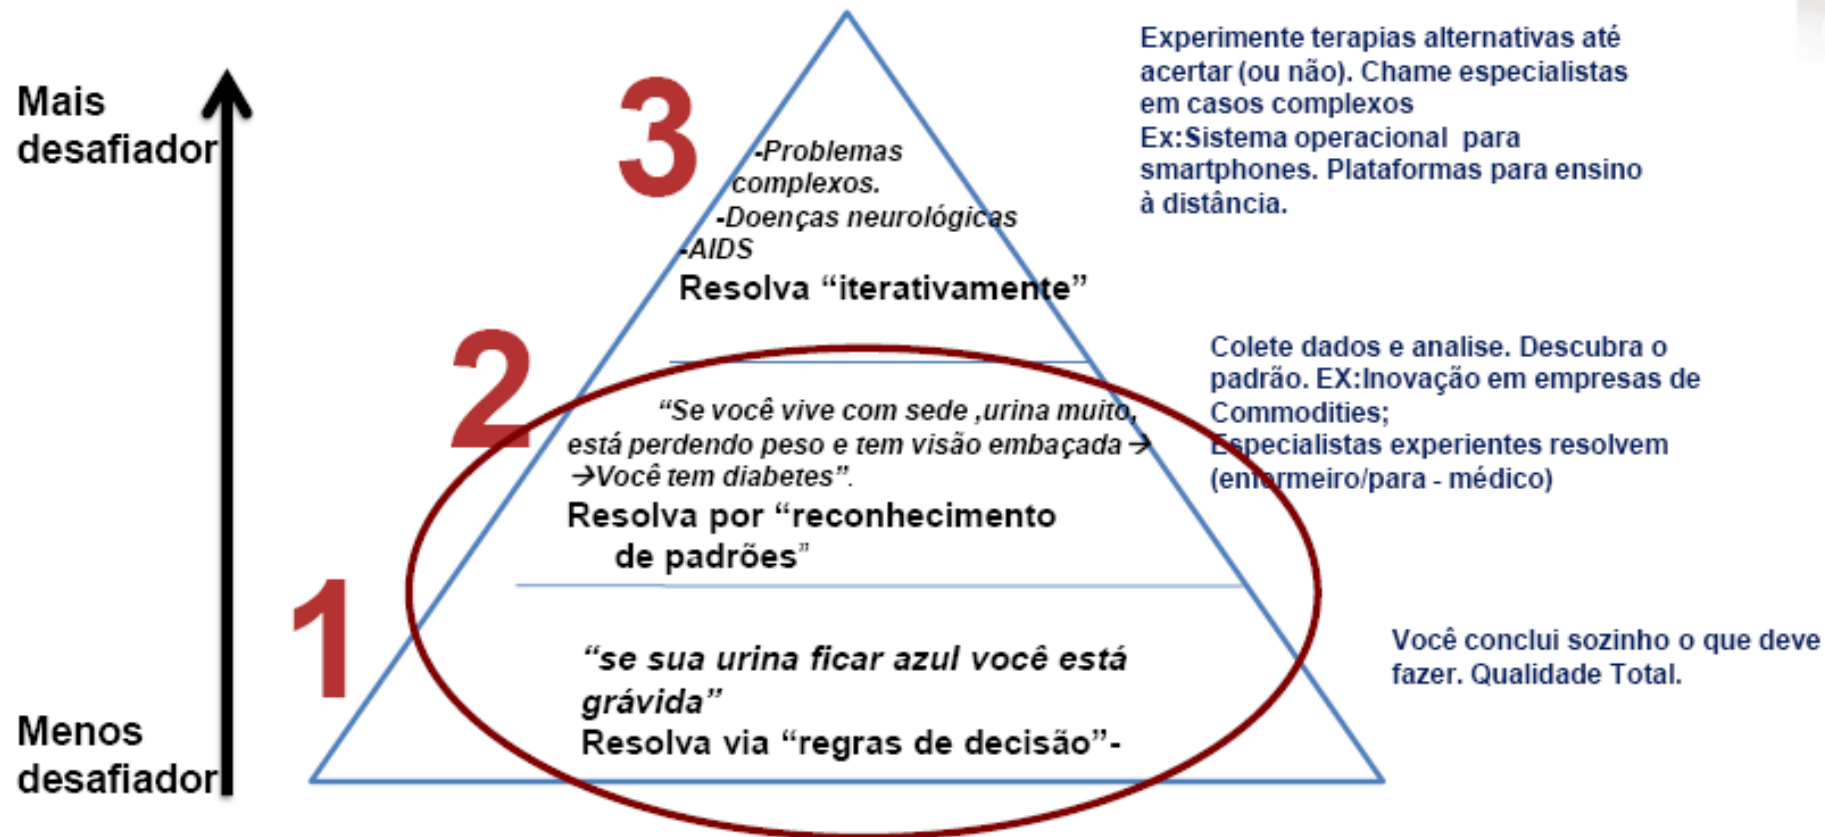 Mais
desafiador
3
-Problemas
complexos.
-Doenças neurológicas
-AIDS
Resolva “iterativamente”
Experimente terapias alternativas até
acertar (ou não). Chame especialistas
em casos complexos
Ex:Sistema operacional para
smartphones. Plataformas para ensino
à distância.
2
“Se você vive com sede ,urina muito,
está perdendo peso e tem visão embaçada →
→Você tem diabetes”.
Resolva por “reconhecimento
de padrões”
Colete dados e analise. Descubra o
padrão. EX:Inovação em empresas de
Commodities;
Especialistas experientes resolvem
(enfermeiro/para - médico)
1
“se sua urina ficar azul você está
grávida”
Resolva via “regras de decisão”-
Você conclui sozinho o que deve
fazer. Qualidade Total.
Menos
desafiador